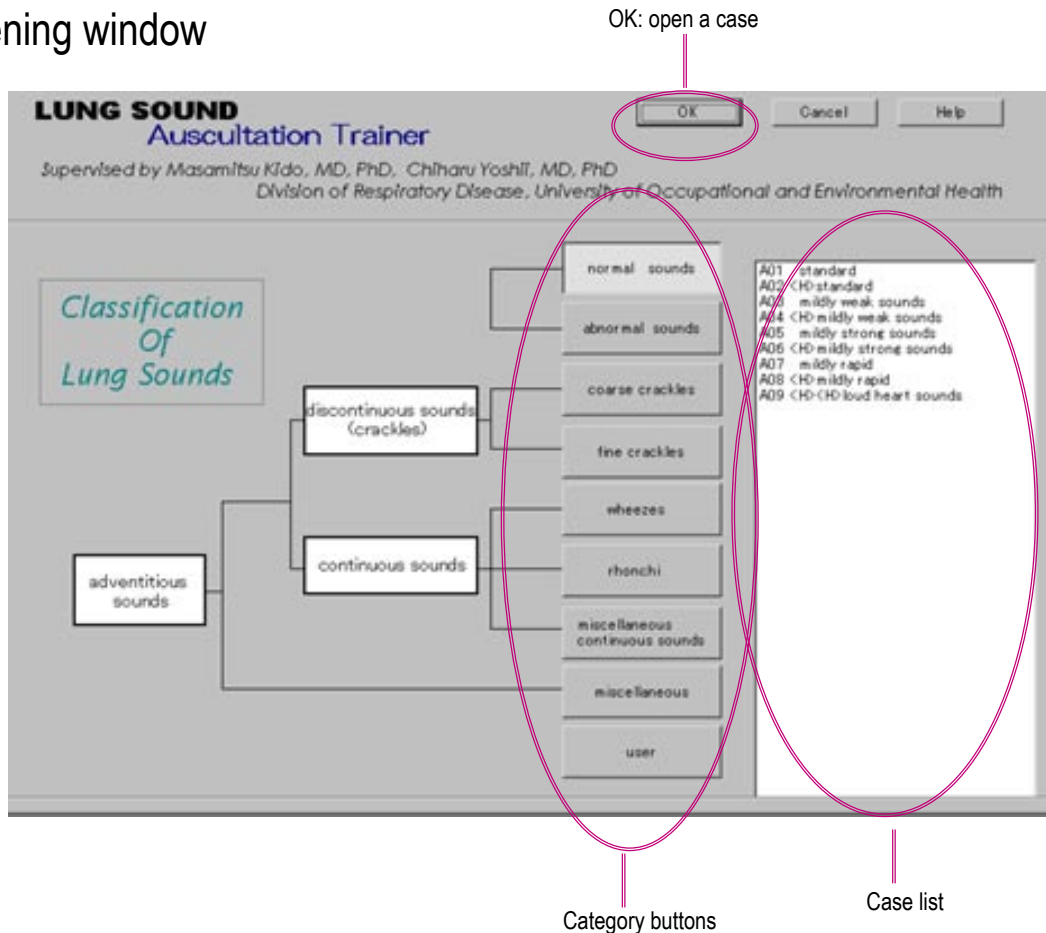 ening window
OK: open a case
LUNG SOUND
Auscultation Trainer
OK
Cancel
Help
Supervised by Masamitsu Kido, MD, PhD, Chiharu Yoshii, MD, PhD
Division of Respiratory Disease, University of Occupational and Environmental Health
Classification
Of
Lung Sounds
adventitious
sounds
discontinuous sounds
(crackles)
continuous sounds
normal sounds
abnormal sounds
coarse crackles
fine crackles
wheezes
rhonchi
miscellaneous
continuous sounds
miscellaneous
user
A01 standard
A02 <H>standard
A03 mildly weak sounds
A04 <H>mildly weak sounds
A05 mildly strong sounds
A06 <H>mildly strong sounds
A07 mildly rapid
A08 <H>mildly rapid
A09 <H><H>loud heart sounds
Category buttons
Case list